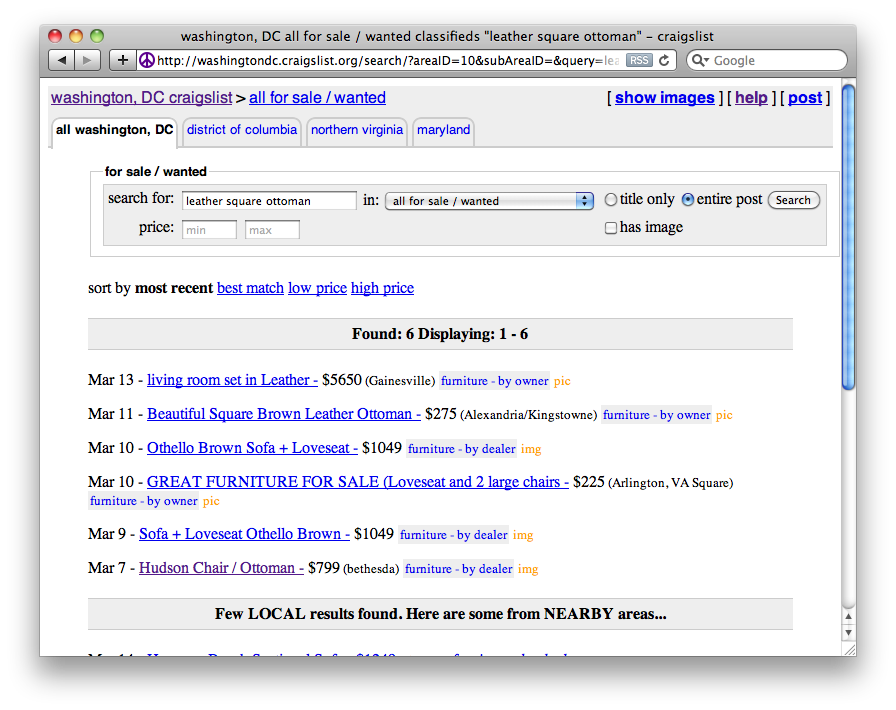 washington, DC all for sale / wanted classifieds "leather square ottoman" – craigslist
http://washingtondc.craigslist.org/search/?areaID=10&subAreaID=&query=lea RSS Google
washington, DC craigslist > all for sale / wanted [ show images ] [ help ] [ post ]
all washington, DC district of columbia northern virginia maryland
for sale / wanted
search for: leather square ottoman in: all for sale / wanted title only entire post Search
price: min max has image
sort by most recent best match low price high price
Found: 6 Displaying: 1 - 6
Mar 13 - living room set in Leather - $5650 (Gainesville) furniture - by owner pic
Mar 11 - Beautiful Square Brown Leather Ottoman - $275 (Alexandria/Kingstowne) furniture - by owner pic
Mar 10 - Othello Brown Sofa + Loveseat - $1049 furniture - by dealer img
Mar 10 - GREAT FURNITURE FOR SALE (Loveseat and 2 large chairs - $225 (Arlington, VA Square)
furniture - by owner pic
Mar 9 - Sofa + Loveseat Othello Brown - $1049 furniture - by dealer img
Mar 7 - Hudson Chair / Ottoman - $799 (bethesda) furniture - by dealer img
Few LOCAL results found. Here are some from NEARBY areas...